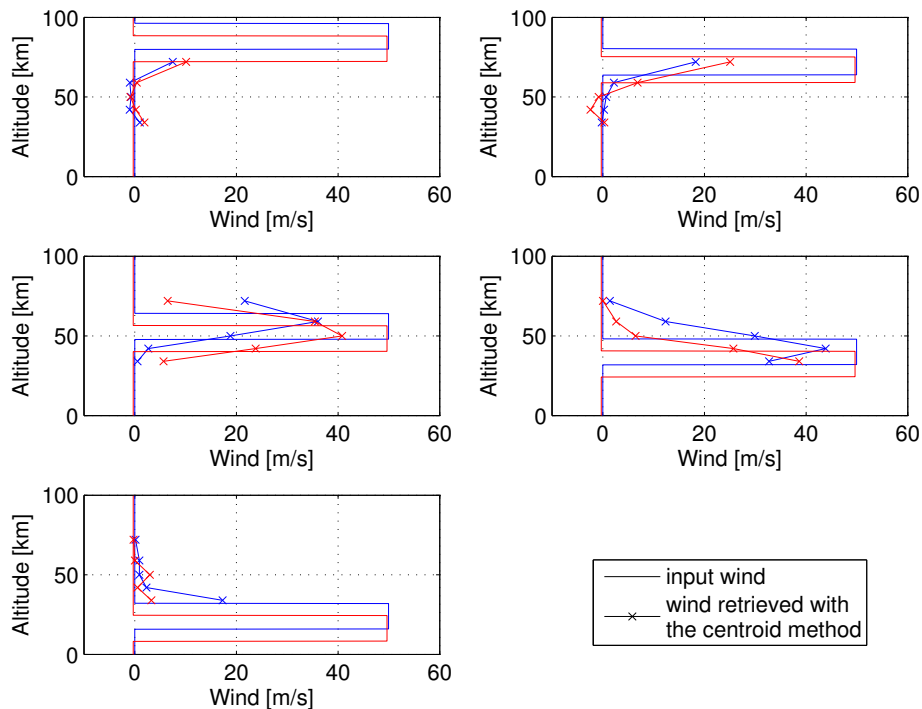 100
50
0
Altitude [km]
0 20 40 60
Wind [m/s]
100
50
0
Altitude [km]
0 20 40 60
Wind [m/s]
100
50
0
Altitude [km]
0 20 40 60
Wind [m/s]
100
50
0
Altitude [km]
0 20 40 60
Wind [m/s]
100
50
0
Altitude [km]
0 20 40 60
Wind [m/s]
input wind
wind retrieved with
the centroid method